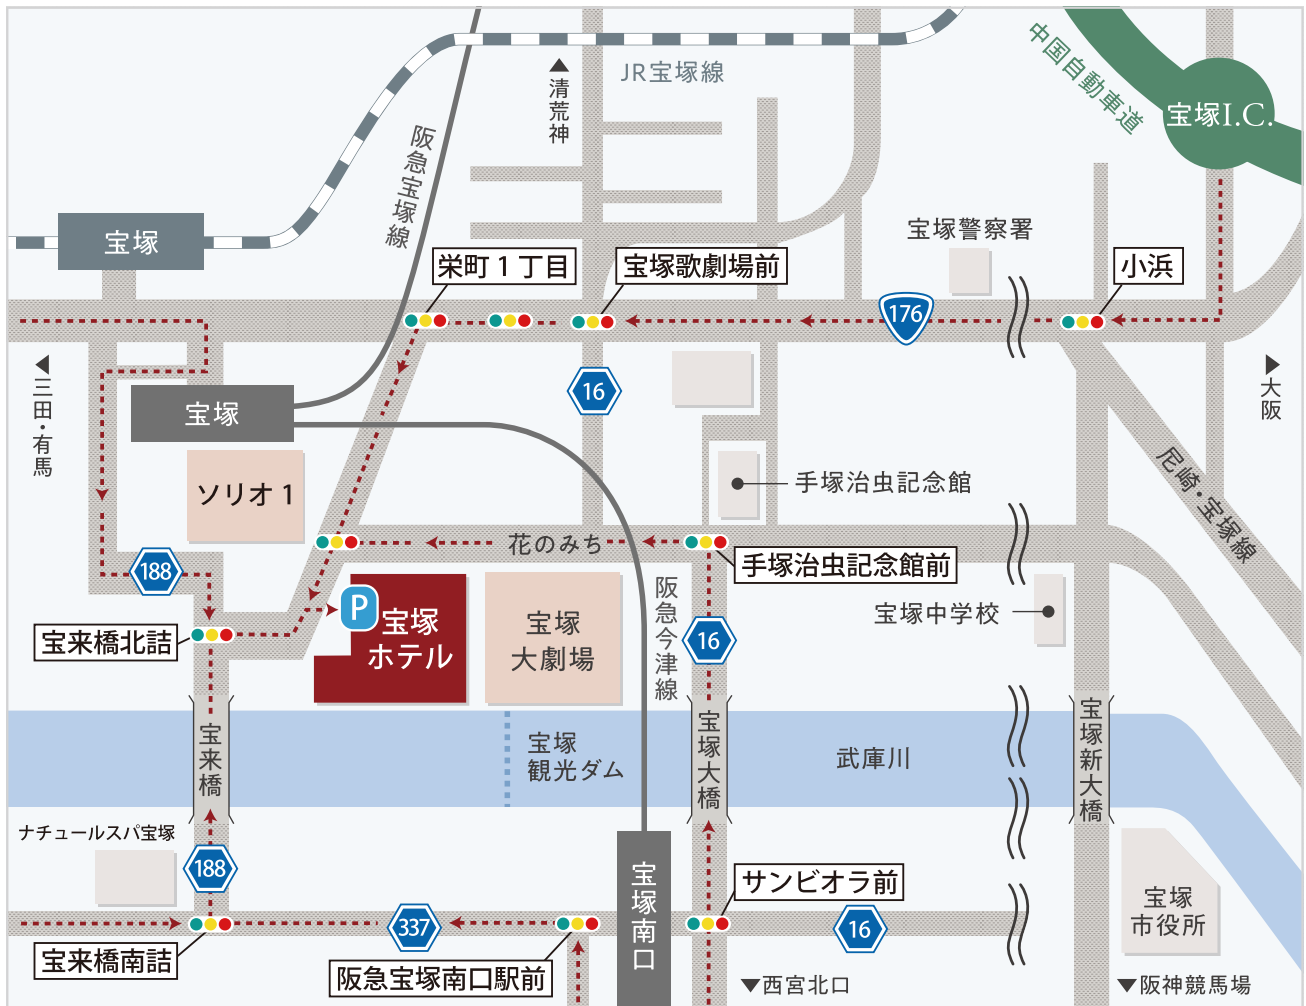 中国自動車道
宝塚I.C.
JR宝塚線
▲
清荒神
阪急宝塚線
宝塚
宝塚警察署
栄町1丁目
宝塚歌劇場前
小浜
176
◀三田・有馬
16
▶大阪
宝塚
ソリオ1
手塚治虫記念館
尼崎・宝塚線
花のみち
手塚治虫記念館前
188
P
宝塚
ホテル
宝塚
大劇場
阪急今津線
16
宝塚中学校
宝来橋北詰
宝来橋
宝塚
観光ダム
宝塚大橋
武庫川
宝塚新大橋
ナチュールスパ宝塚
188
宝塚南口
サンビオラ前
宝塚
市役所
337
16
宝来橋南詰
阪急宝塚南口駅前
▼西宮北口
▼阪神競馬場